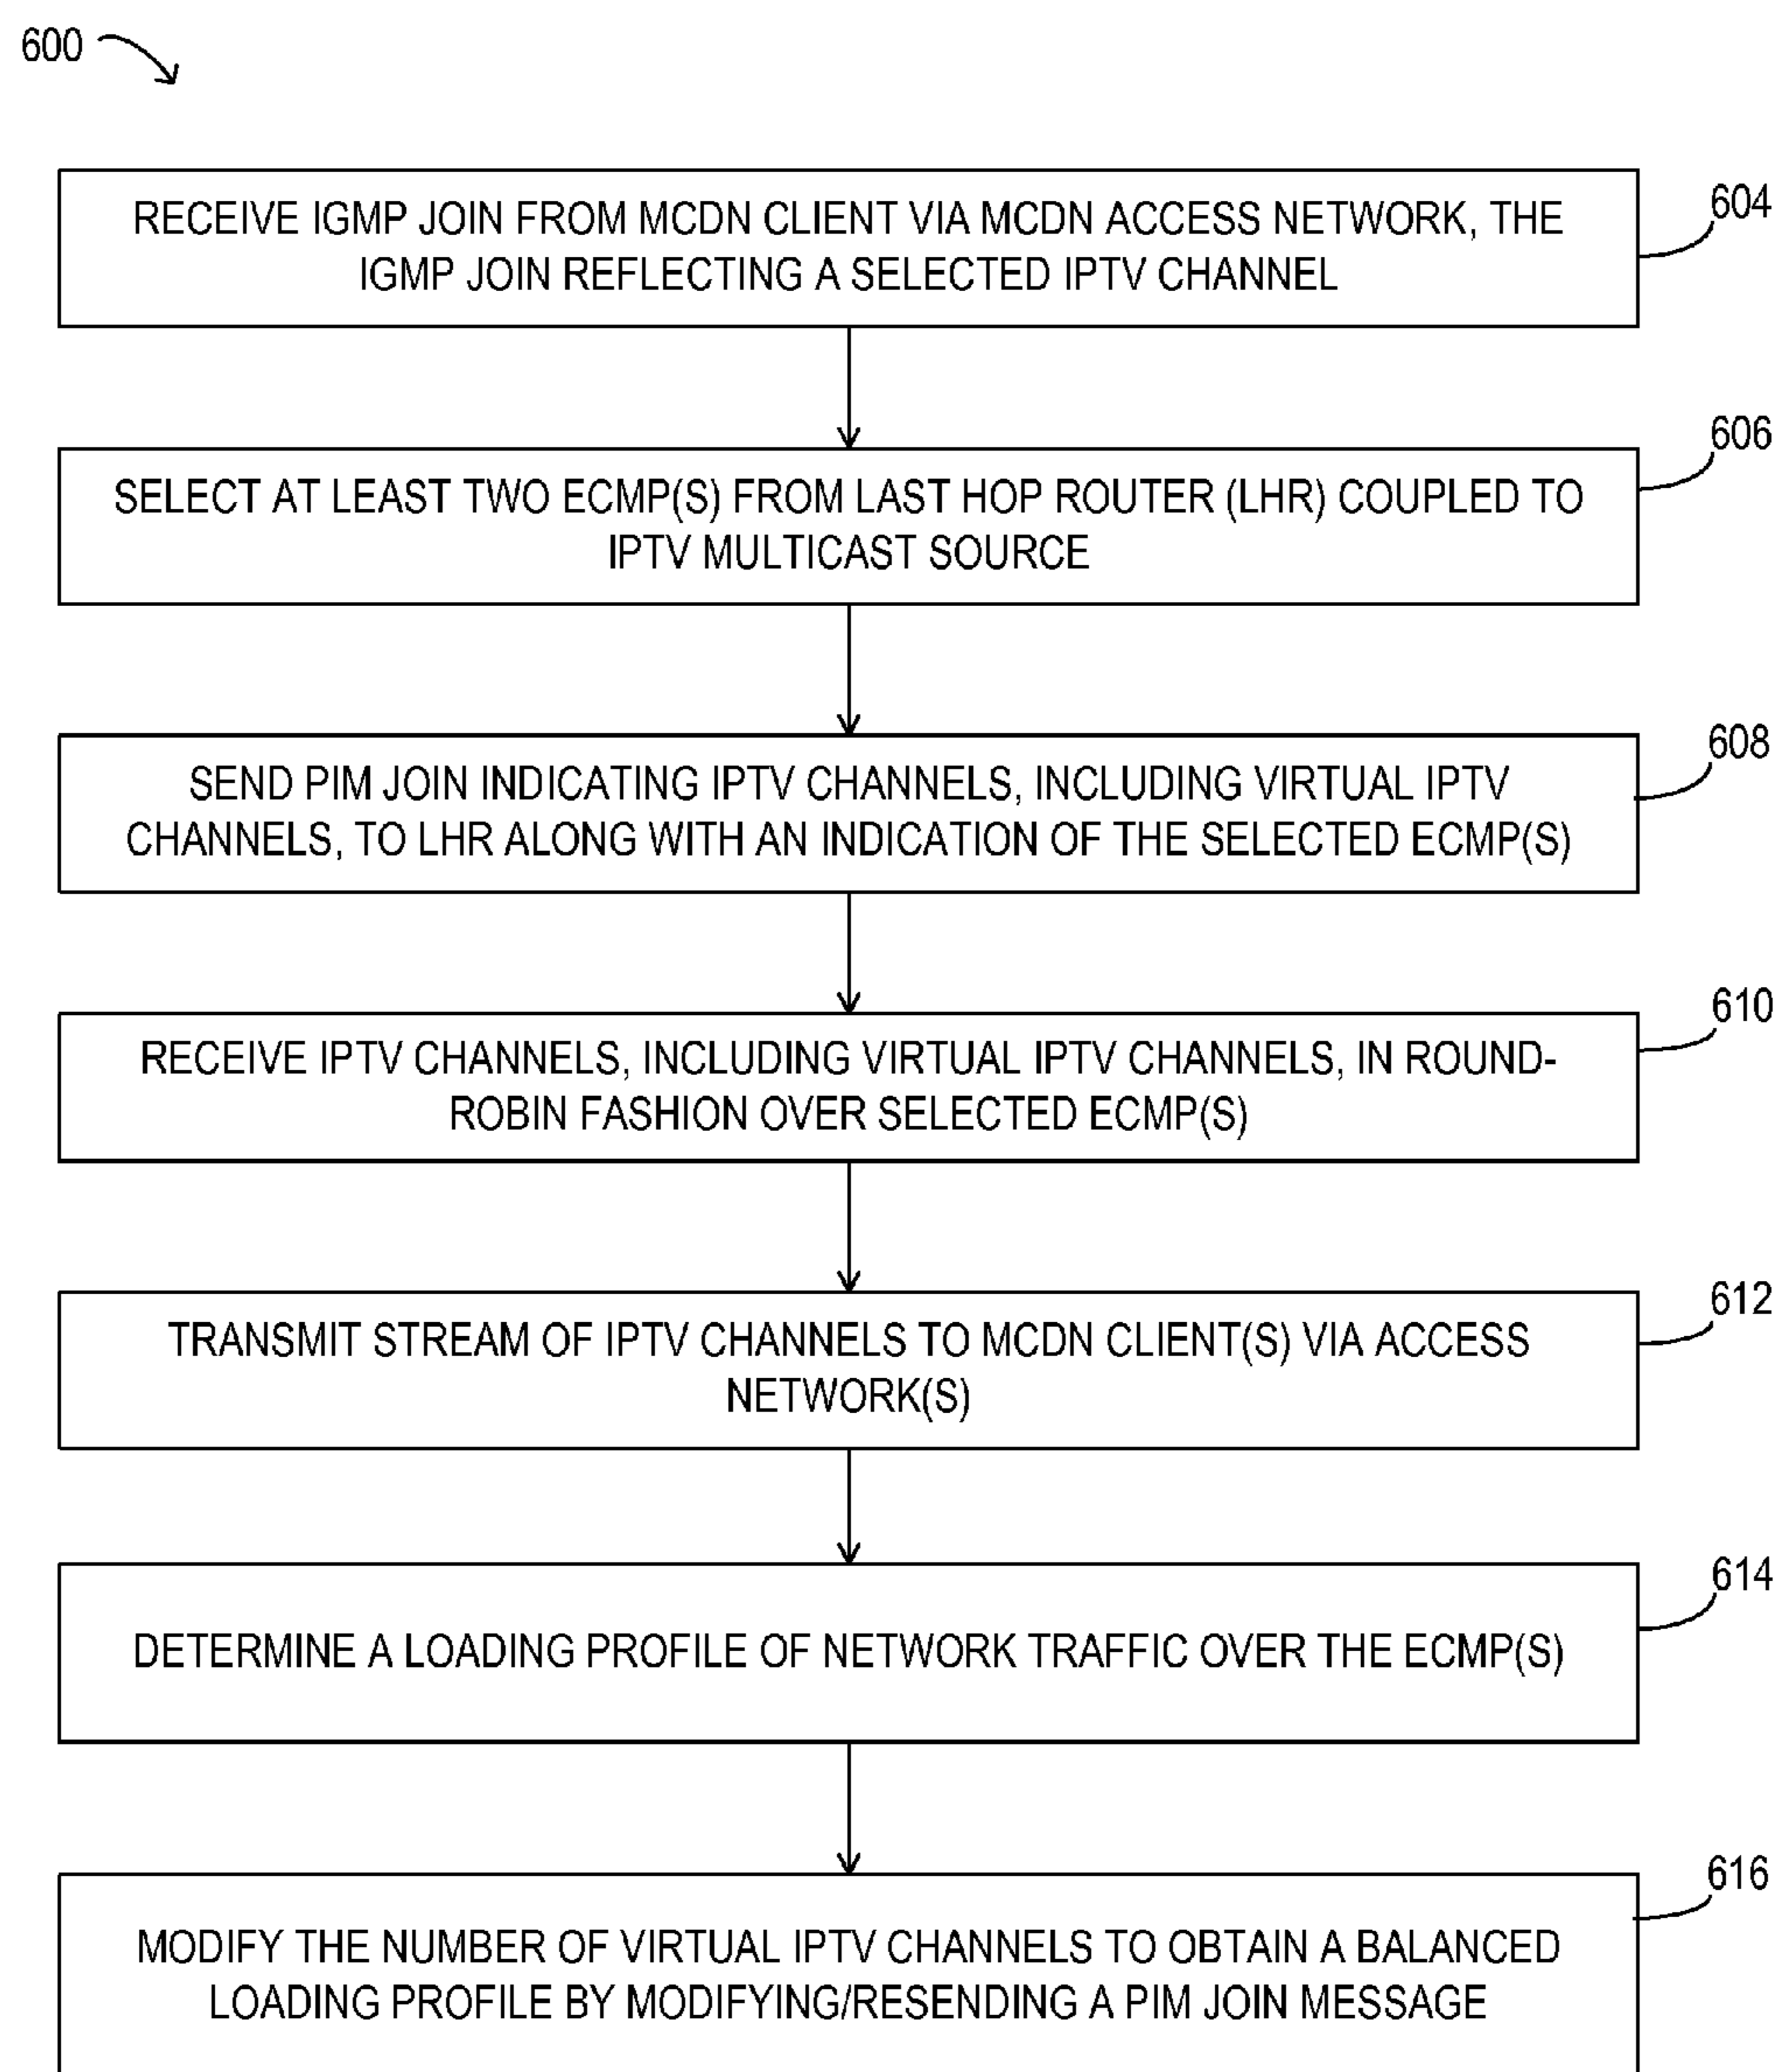 600
604
RECEIVE IGMP JOIN FROM MCDN CLIENT VIA MCDN ACCESS NETWORK, THE
IGMP JOIN REFLECTING A SELECTED IPTV CHANNEL
606
SELECT AT LEAST TWO ECMP(S) FROM LAST HOP ROUTER (LHR) COUPLED TO
IPTV MULTICAST SOURCE
608
SEND PIM JOIN INDICATING IPTV CHANNELS, INCLUDING VIRTUAL IPTV
CHANNELS, TO LHR ALONG WITH AN INDICATION OF THE SELECTED ECMP(S)
610
RECEIVE IPTV CHANNELS, INCLUDING VIRTUAL IPTV CHANNELS, IN ROUND-
ROBIN FASHION OVER SELECTED ECMP(S)
612
TRANSMIT STREAM OF IPTV CHANNELS TO MCDN CLIENT(S) VIA ACCESS
NETWORK(S)
614
DETERMINE A LOADING PROFILE OF NETWORK TRAFFIC OVER THE ECMP(S)
616
MODIFY THE NUMBER OF VIRTUAL IPTV CHANNELS TO OBTAIN A BALANCED
LOADING PROFILE BY MODIFYING/RESENDING A PIM JOIN MESSAGE